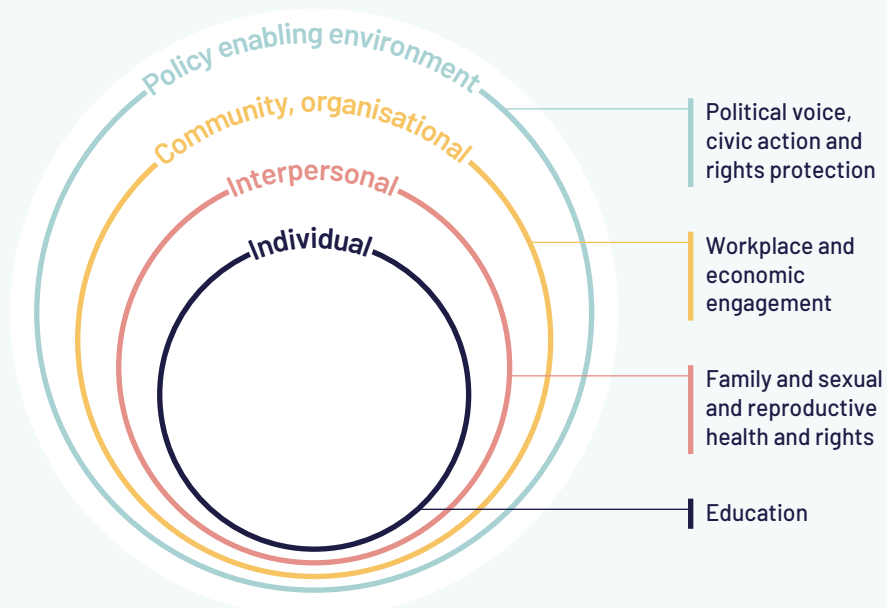 Policy enabling environment
Community, organisational
Interpersonal
Individual
Political voice,
civic action and
rights protection
Workplace and
economic
engagement
Family and sexual
and reproductive
health and rights
Education